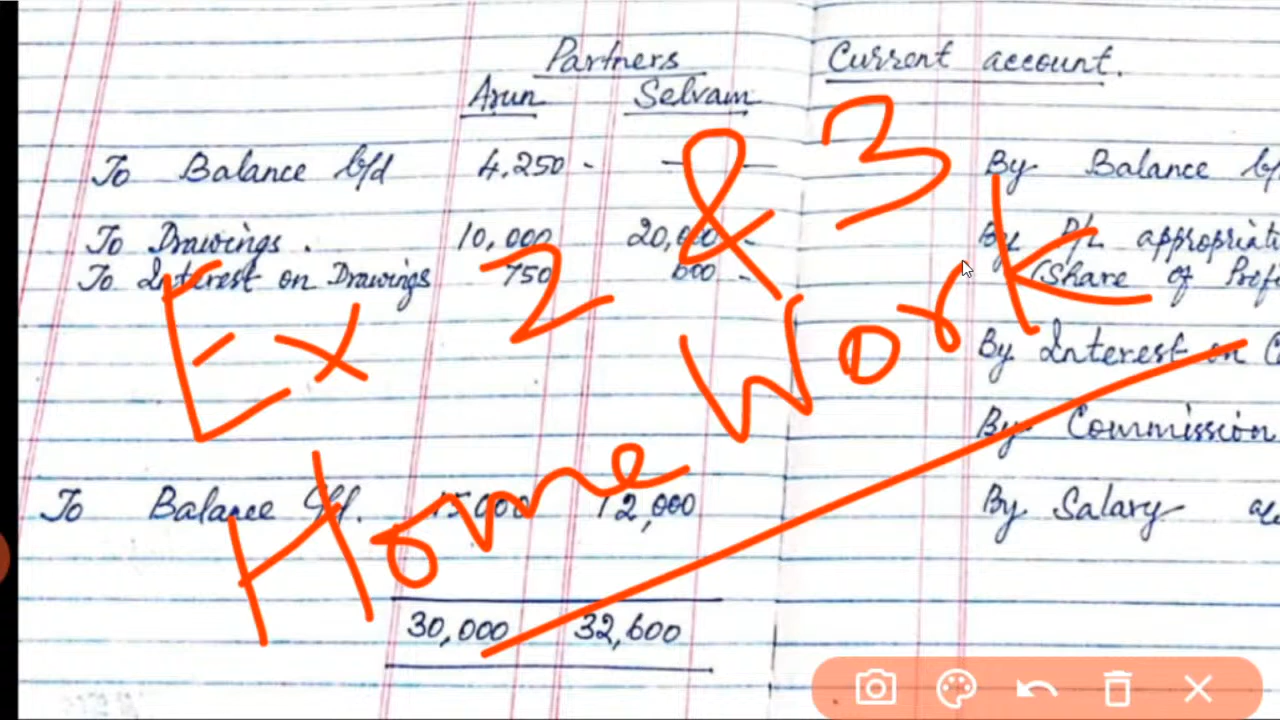 Partners Current account.
Arun Selvam
To Balance b/d 4,250 - — By Balance b/d
To Drawings. 10,000 20,000 - By P/L appropriati
To Interest on Drawings 750 600 - (Share of Profi
By Interest on C
By Commission
To Balance c/d. 15000 12,000 By Salary
30,000 32,600
Ex 2 & 3
Home Work